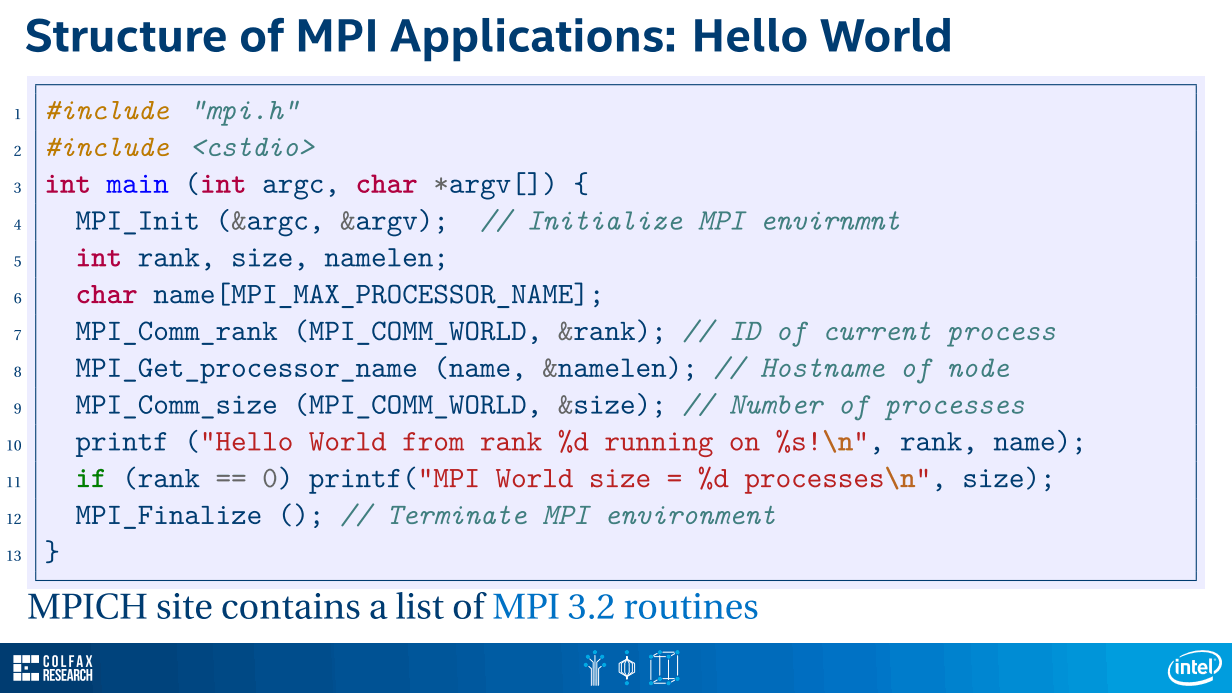 Structure of MPI Applications: Hello World
1 #include "mpi.h"
2 #include <cstdio>
3 int main (int argc, char *argv[]) {
4 MPI_Init (&argc, &argv); // Initialize MPI envirnmnt
5 int rank, size, namelen;
6 char name[MPI_MAX_PROCESSOR_NAME];
7 MPI_Comm_rank (MPI_COMM_WORLD, &rank); // ID of current process
8 MPI_Get_processor_name (name, &namelen); // Hostname of node
9 MPI_Comm_size (MPI_COMM_WORLD, &size); // Number of processes
10 printf ("Hello World from rank %d running on %s!\n", rank, name);
11 if (rank == 0) printf("MPI World size = %d processes\n", size);
12 MPI_Finalize (); // Terminate MPI environment
13 }
MPICH site contains a list of MPI 3.2 routines
COLFAX
RESEARCH
intel